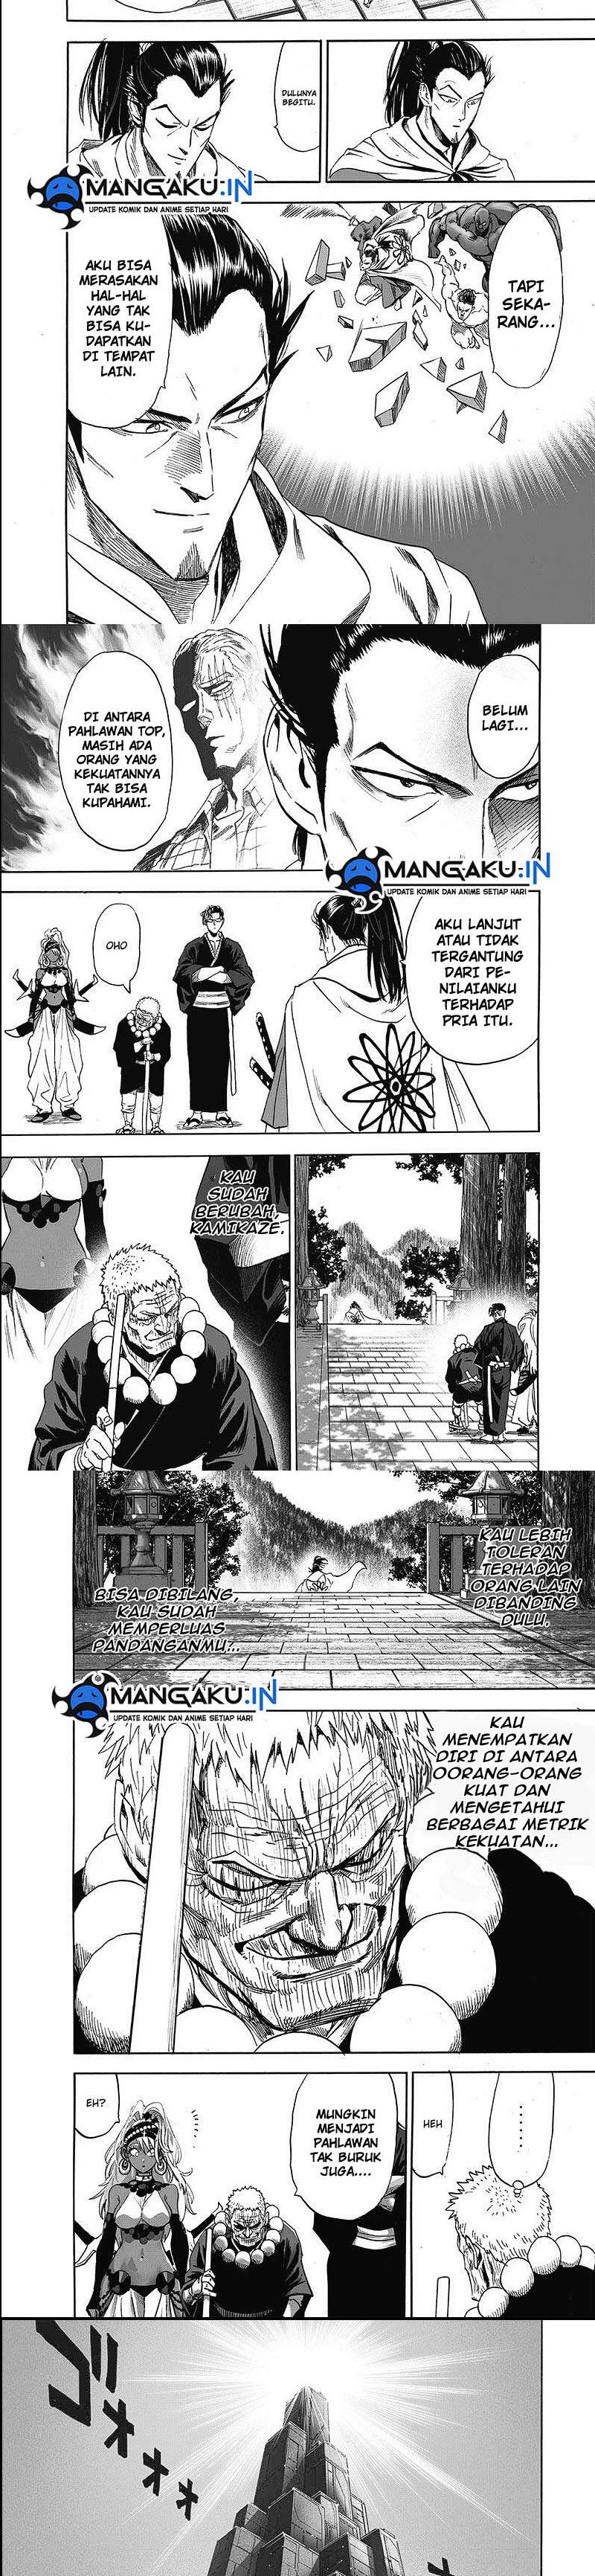 DULUNYA
BEGITU.
MANGAKU.IN
UPDATE KOMIK DAN ANIME SETIAP HARI
TAPI
SEKA-
RANG...
AKU BISA
MERASAKAN
HAL-HAL
YANG TAK
BISA KU-
DAPATKAN
DI TEMPAT
LAIN.
BELUM
LAGI...
DI ANTARA
PAHLAWAN TOP,
MASIH ADA
ORANG YANG
KEKUATANNYA
TAK BISA
KUPAHAMI.
MANGAKU.IN
UPDATE KOMIK DAN ANIME SETIAP HARI
AKU LANJUT
ATAU TIDAK
TERGANTUNG
DARI PE-
NILAIANKU
TERHADAP
PRIA ITU.
OHO
KAU
SUDAH
BERUBAH,
KAMIKAZE.
KAU LEBIH
TOLERAN
TERHADAP
ORANG LAIN
DIBANDING
DULU.
BISA DIBILANG,
KAU SUDAH
MEMPERLUAS
PANDANGANMU...
MANGAKU.IN
UPDATE KOMIK DAN ANIME SETIAP HARI
KAU
MENEMPATKAN
DIRI DI ANTARA
OORANG-ORANG
KUAT DAN
MENGETAHUI
BERBAGAI METRIK
KEKUATAN...
......
HEH
MUNGKIN
MENJADI
PAHLAWAN
TAK BURUK
JUGA....
EH?
ゴォォォォ